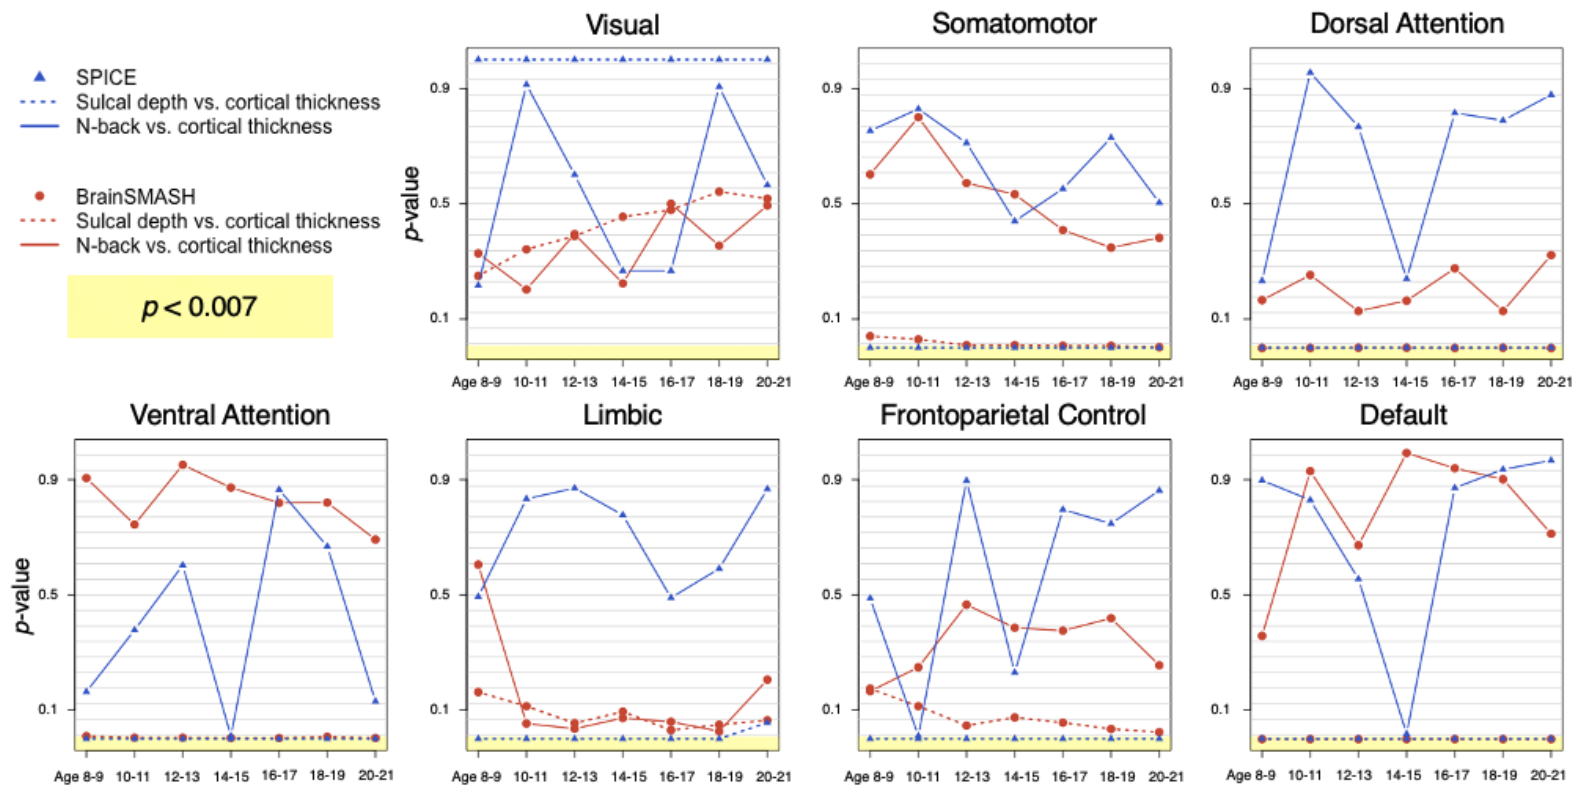 SPICE
Sulcal depth vs. cortical thickness
N-back vs. cortical thickness
BrainSMASH
Sulcal depth vs. cortical thickness
N-back vs. cortical thickness
p < 0.007
Visual
p-value
0.9
0.5
0.1
Age 8-9 10-11 12-13 14-15 16-17 18-19 20-21
Somatomotor
0.9
0.5
0.1
Age 8-9 10-11 12-13 14-15 16-17 18-19 20-21
Dorsal Attention
0.9
0.5
0.1
Age 8-9 10-11 12-13 14-15 16-17 18-19 20-21
Ventral Attention
p-value
0.9
0.5
0.1
Age 8-9 10-11 12-13 14-15 16-17 18-19 20-21
Limbic
0.9
0.5
0.1
Age 8-9 10-11 12-13 14-15 16-17 18-19 20-21
Frontoparietal Control
0.9
0.5
0.1
Age 8-9 10-11 12-13 14-15 16-17 18-19 20-21
Default
0.9
0.5
0.1
Age 8-9 10-11 12-13 14-15 16-17 18-19 20-21